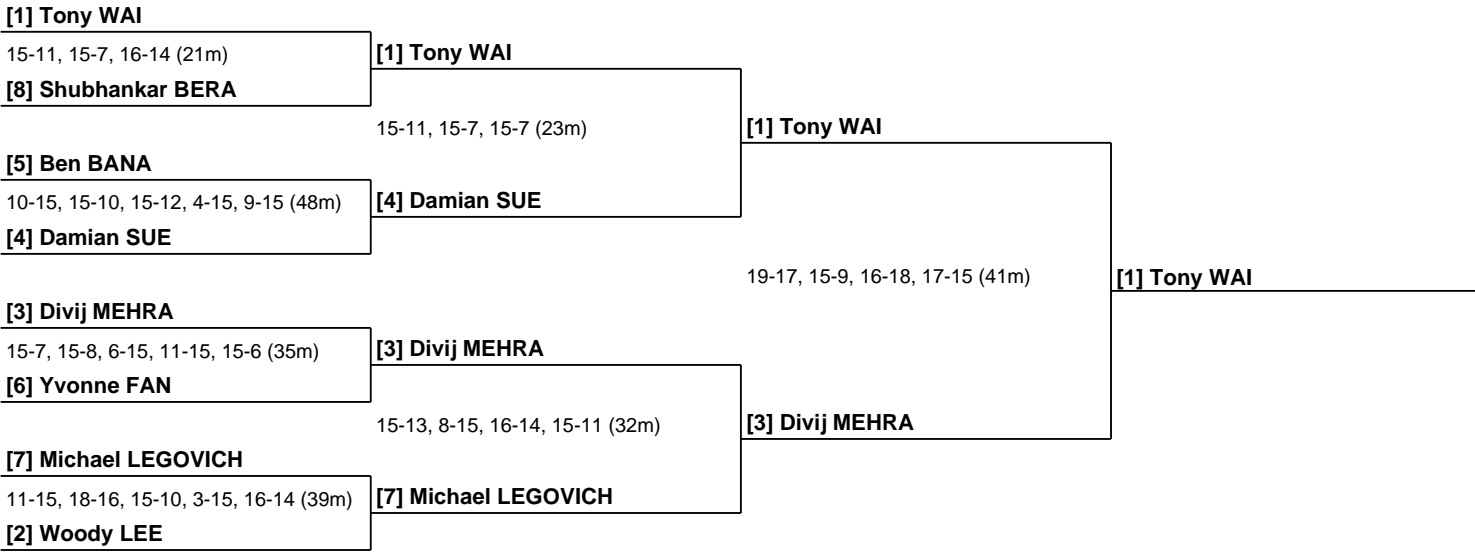 [1] Tony WAI
15-11, 15-7, 16-14 (21m)
[8] Shubhankar BERA
[1] Tony WAI
15-11, 15-7, 15-7 (23m)
[5] Ben BANA
10-15, 15-10, 15-12, 4-15, 9-15 (48m)
[4] Damian SUE
[4] Damian SUE
[1] Tony WAI
19-17, 15-9, 16-18, 17-15 (41m)
[1] Tony WAI
[3] Divij MEHRA
15-7, 15-8, 6-15, 11-15, 15-6 (35m)
[6] Yvonne FAN
[3] Divij MEHRA
15-13, 8-15, 16-14, 15-11 (32m)
[3] Divij MEHRA
[7] Michael LEGOVICH
11-15, 18-16, 15-10, 3-15, 16-14 (39m)
[2] Woody LEE
[7] Michael LEGOVICH